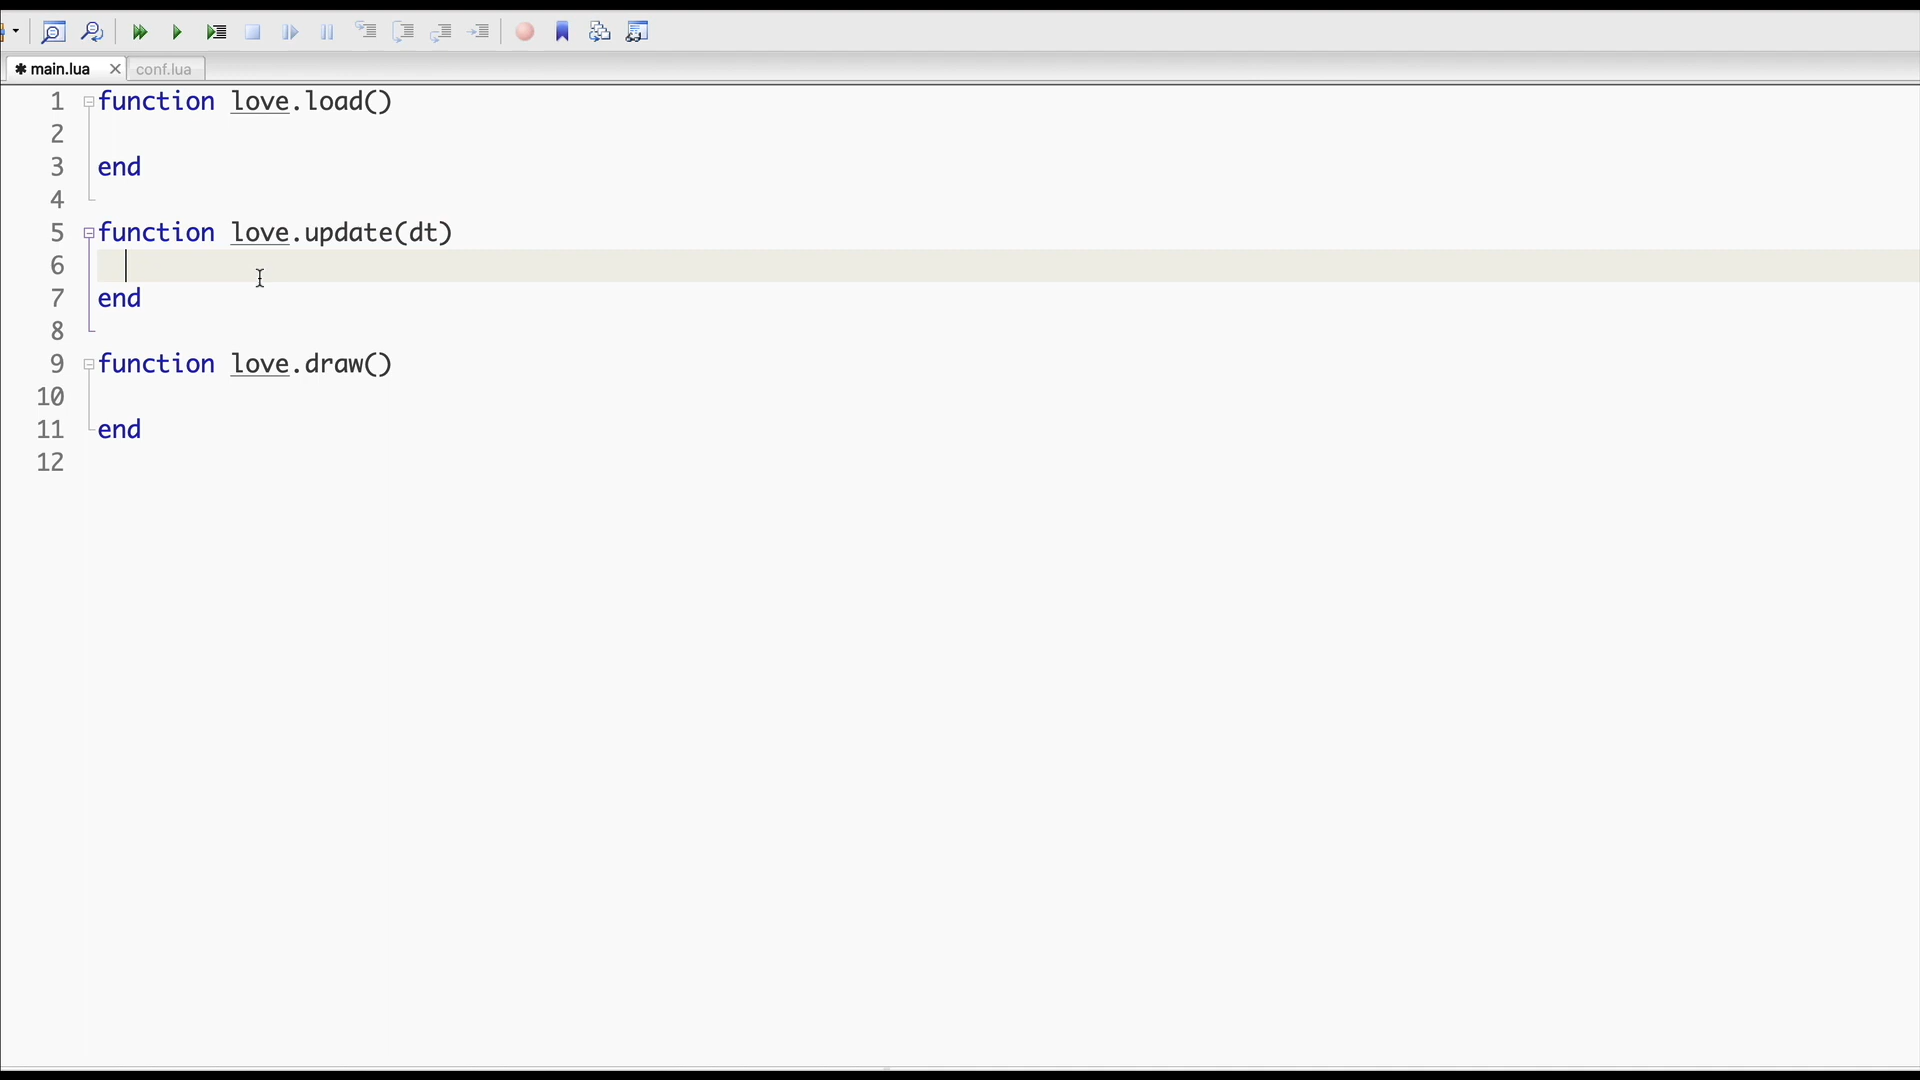 ✱ main.lua
conf.lua
1 function love.load()
2
3 end
4
5 function love.update(dt)
6
7 end
8
9 function love.draw()
10
11 end
12